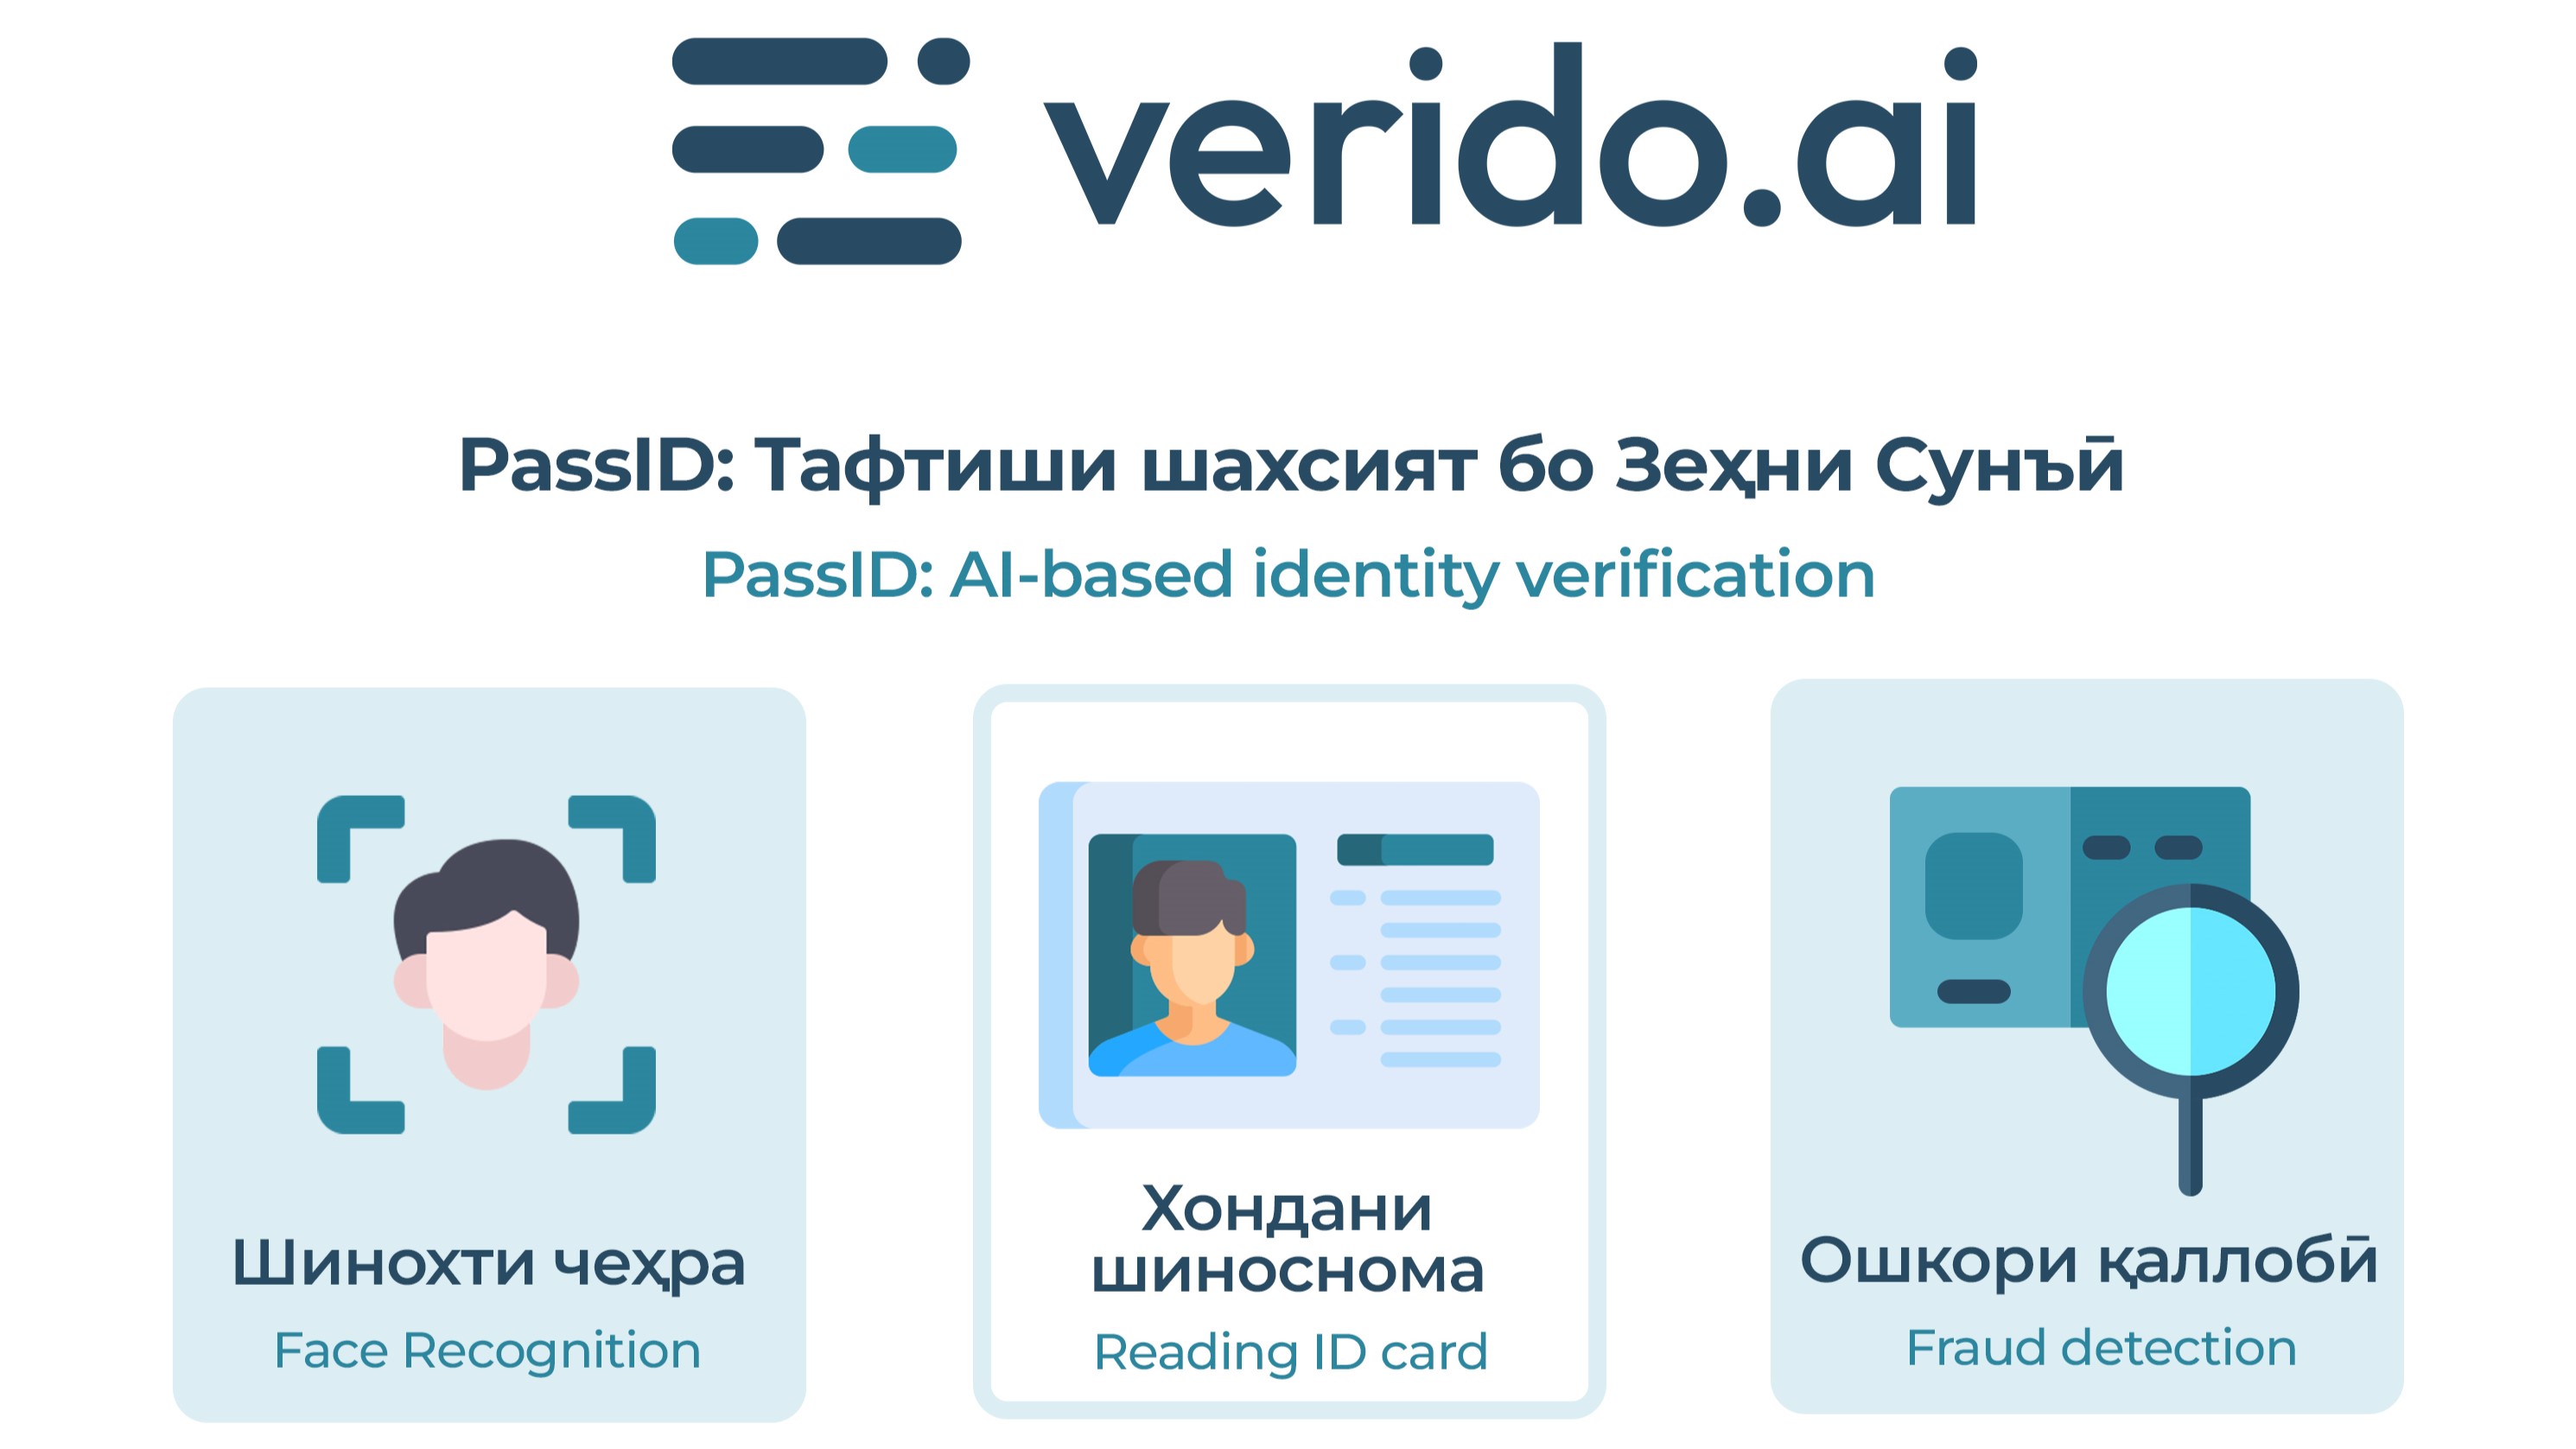 verido.ai
PassID: Тафтиши шахсият бо Зеҳни Сунъӣ
PassID: AI-based identity verification
Шинохти чеҳра
Face Recognition
Хондани
шиноснома
Reading ID card
Ошкори қаллобӣ
Fraud detection